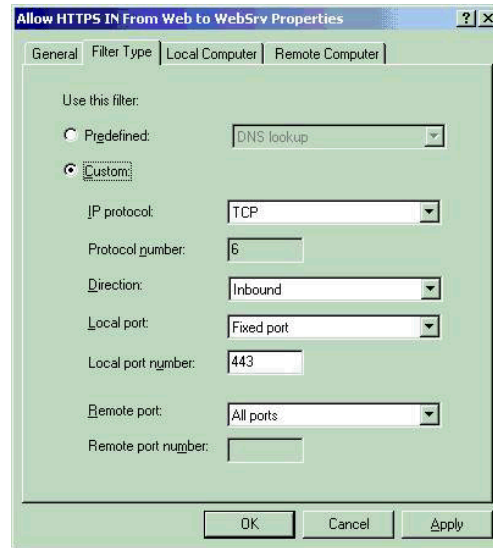 Allow HTTPS IN From Web to WebSrv Properties
General Filter Type Local Computer Remote Computer
Use this filter:
Predefined: DNS lookup
Custom:
IP protocol: TCP
Protocol number: 6
Direction: Inbound
Local port: Fixed port
Local port number: 443
Remote port: All ports
Remote port number:
OK Cancel Apply